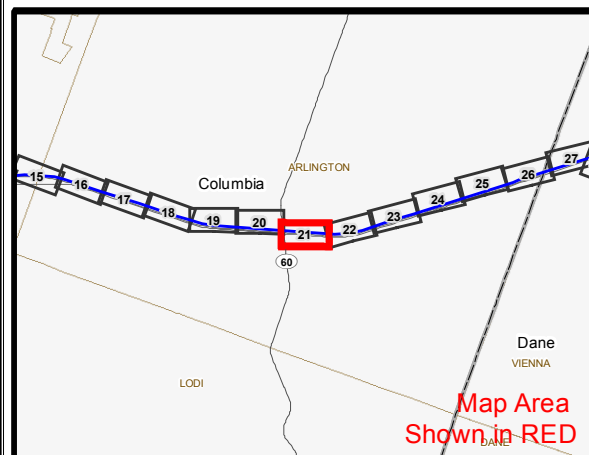 ARLINGTON
27
15
16
Columbia
26
25
17
24
18
23
19
20
22
21
60
Dane
VIENNA
LODI
Map Area
Shown in RED
DANE